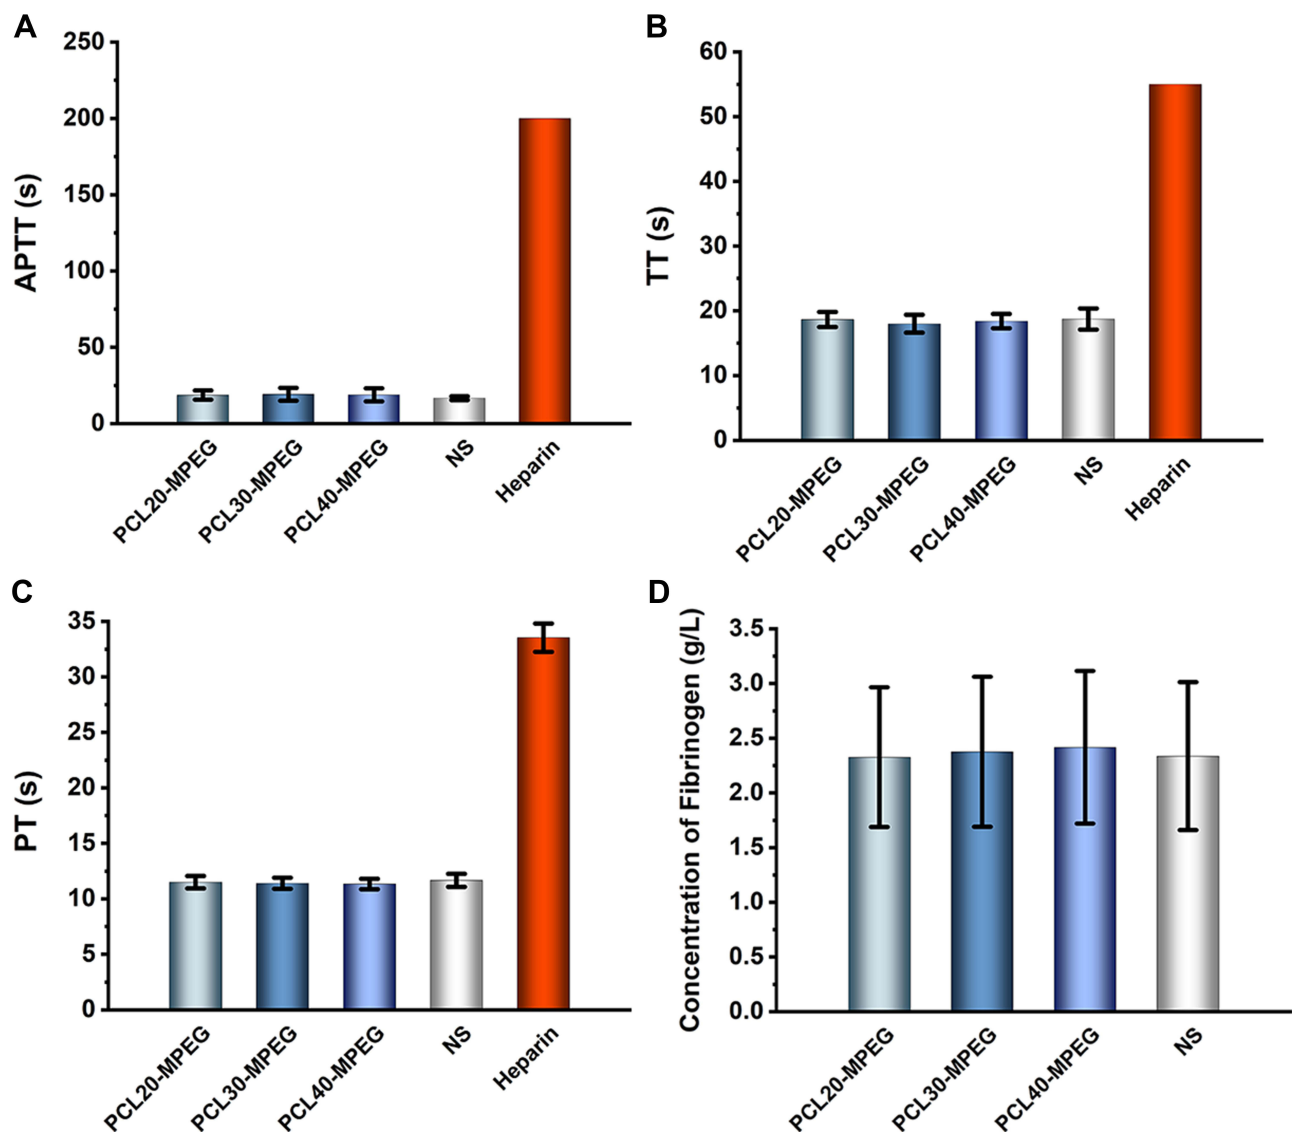 A
APTT (s)
250
200
150
100
50
0
PCL20-MPEG
PCL30-MPEG
PCL40-MPEG
NS
Heparin
B
TT (s)
60
50
40
30
20
10
0
PCL20-MPEG
PCL30-MPEG
PCL40-MPEG
NS
Heparin
C
PT (s)
35
30
25
20
15
10
5
0
PCL20-MPEG
PCL30-MPEG
PCL40-MPEG
NS
Heparin
D
Concentration of Fibrinogen (g/L)
3.5
3.0
2.5
2.0
1.5
1.0
0.5
0.0
PCL20-MPEG
PCL30-MPEG
PCL40-MPEG
NS